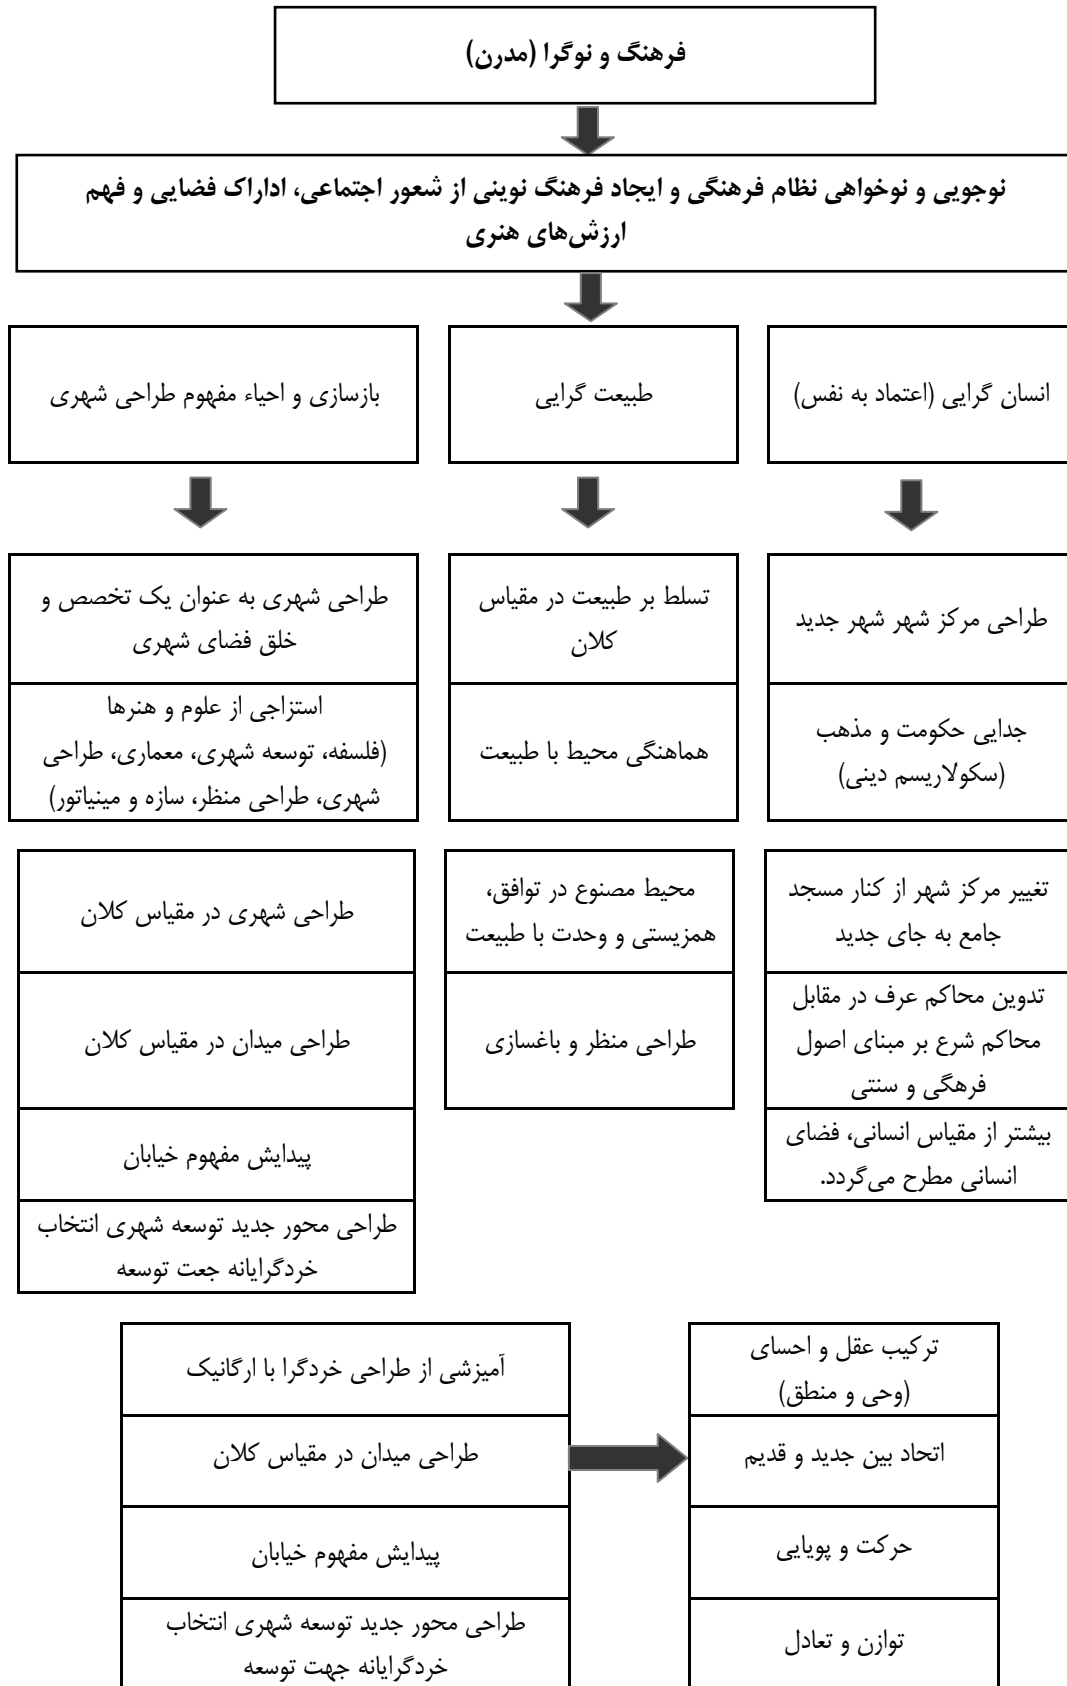 فرهنگ و نوگرا (مدرن)
نوجویی و نوخواهی نظام فرهنگی و ایجاد فرهنگ نوینی از شعور اجتماعی، اداراک فضایی و فهم
ارزش‌های هنری
انسان گرایی (اعتماد به نفس)
طبیعت گرایی
بازسازی و احیاء مفهوم طراحی شهری
طراحی مرکز شهر شهر جدید
جدایی حکومت و مذهب
(سکولاریسم دینی)
تسلط بر طبیعت در مقیاس
کلان
هماهنگی محیط با طبیعت
طراحی شهری به عنوان یک تخصص و
خلق فضای شهری
استزاجی از علوم و هنرها
(فلسفه، توسعه شهری، معماری، طراحی
شهری، طراحی منظر، سازه و مینیاتور)
تغییر مرکز شهر از کنار مسجد
جامع به جای جدید
تدوین محاکم عرف در مقابل
محاکم شرع بر مبنای اصول
فرهگی و سنتی
بیشتر از مقیاس انسانی، فضای
انسانی مطرح می‌گردد.
محیط مصنوع در توافق،
همزیستی و وحدت با طبیعت
طراحی منظر و باغسازی
طراحی شهری در مقیاس کلان
طراحی میدان در مقیاس کلان
پیدایش مفهوم خیابان
طراحی محور جدید توسعه شهری انتخاب
خردگرایانه جعت توسعه
آمیزشی از طراحی خردگرا با ارگانیک
طراحی میدان در مقیاس کلان
پیدایش مفهوم خیابان
طراحی محور جدید توسعه شهری انتخاب
خردگرایانه جهت توسعه
ترکیب عقل و احسای
(وحی و منطق)
اتحاد بین جدید و قدیم
حرکت و پویایی
توازن و تعادل